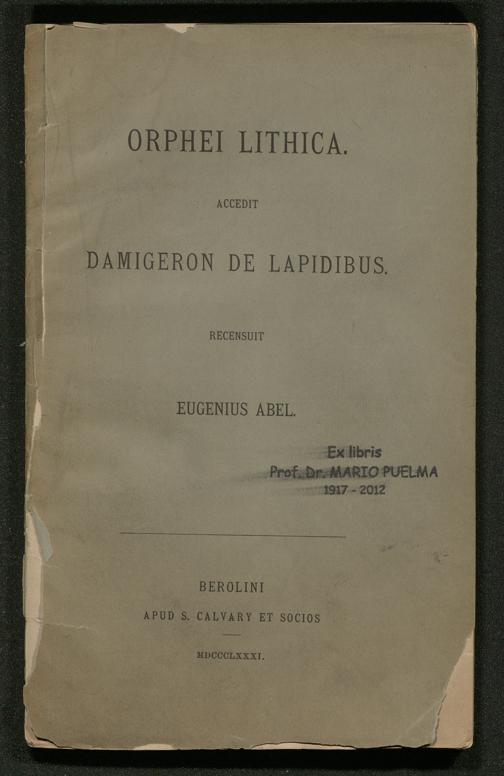 ORPHEI LITHICA.
ACCEDIT
DAMIGERON DE LAPIDIBUS.
RECENSUIT
EUGENIUS ABEL.
Ex libris
Prof. Dr. MARIO PUELMA
1917 - 2012
BEROLINI
APUD S. CALVARY ET SOCIOS
MDCCCLXXXI.